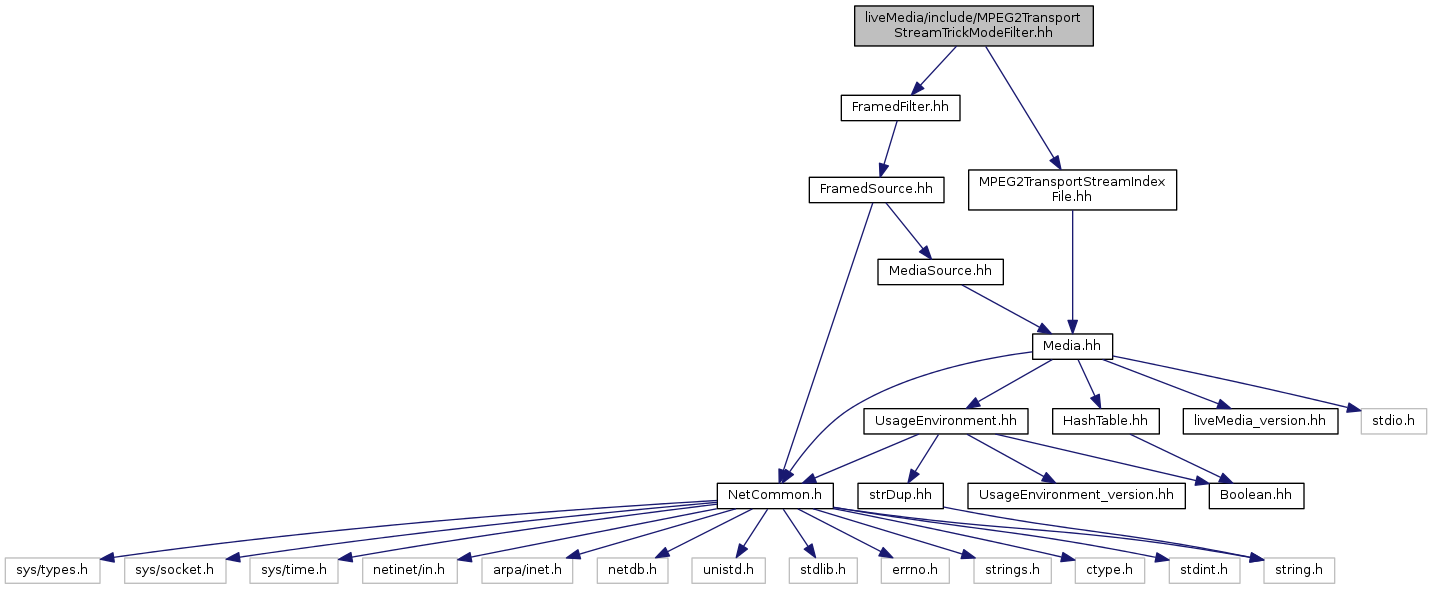 liveMedia/include/MPEG2Transport
StreamTrickModeFilter.hh
FramedFilter.hh
MPEG2TransportStreamIndex
File.hh
FramedSource.hh
MediaSource.hh
Media.hh
UsageEnvironment.hh
HashTable.hh
liveMedia_version.hh
stdio.h
NetCommon.h
strDup.hh
UsageEnvironment_version.hh
Boolean.hh
sys/types.h
sys/socket.h
sys/time.h
netinet/in.h
arpa/inet.h
netdb.h
unistd.h
stdlib.h
errno.h
strings.h
ctype.h
stdint.h
string.h